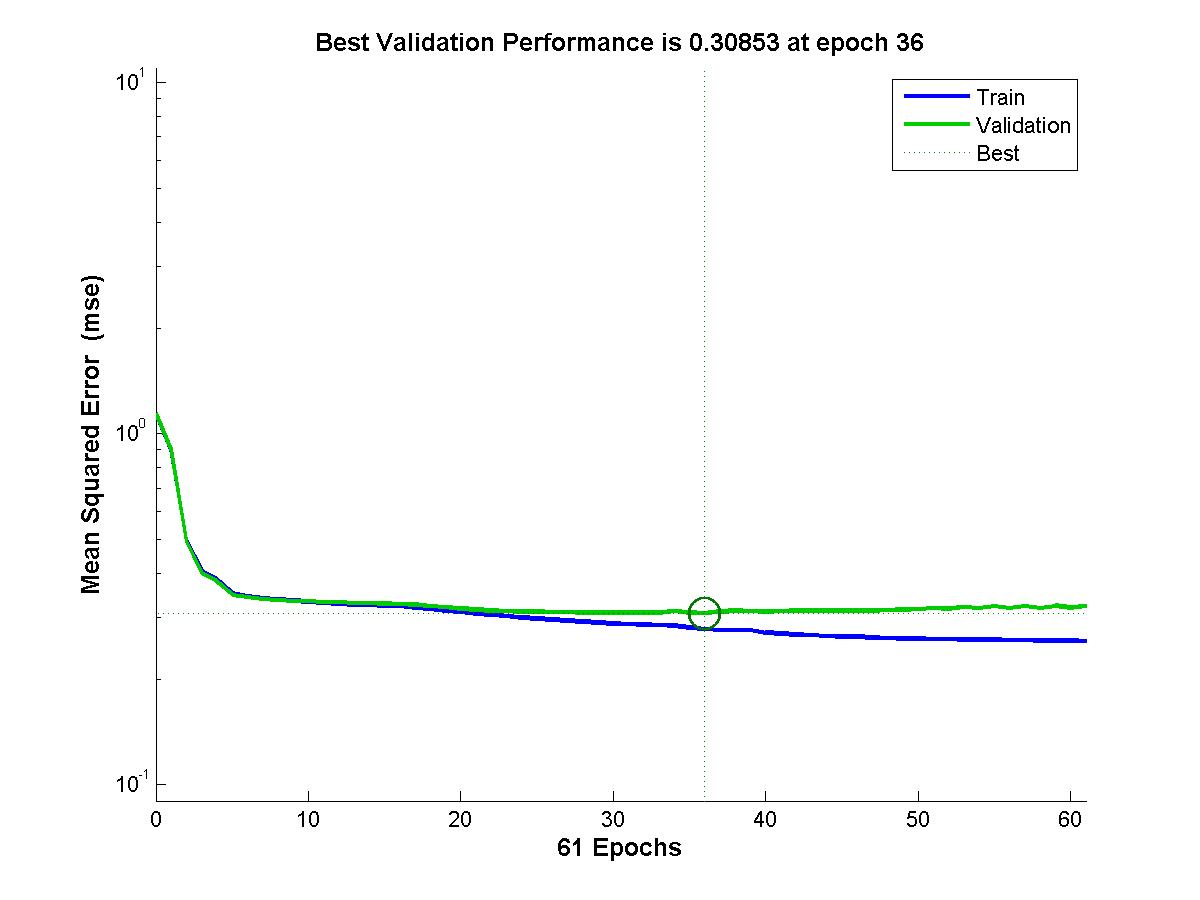 Best Validation Performance is 0.30853 at epoch 36
10^1
Train
Validation
Best
Mean Squared Error (mse)
10^0
10^-1
0 10 20 30 40 50 60
61 Epochs